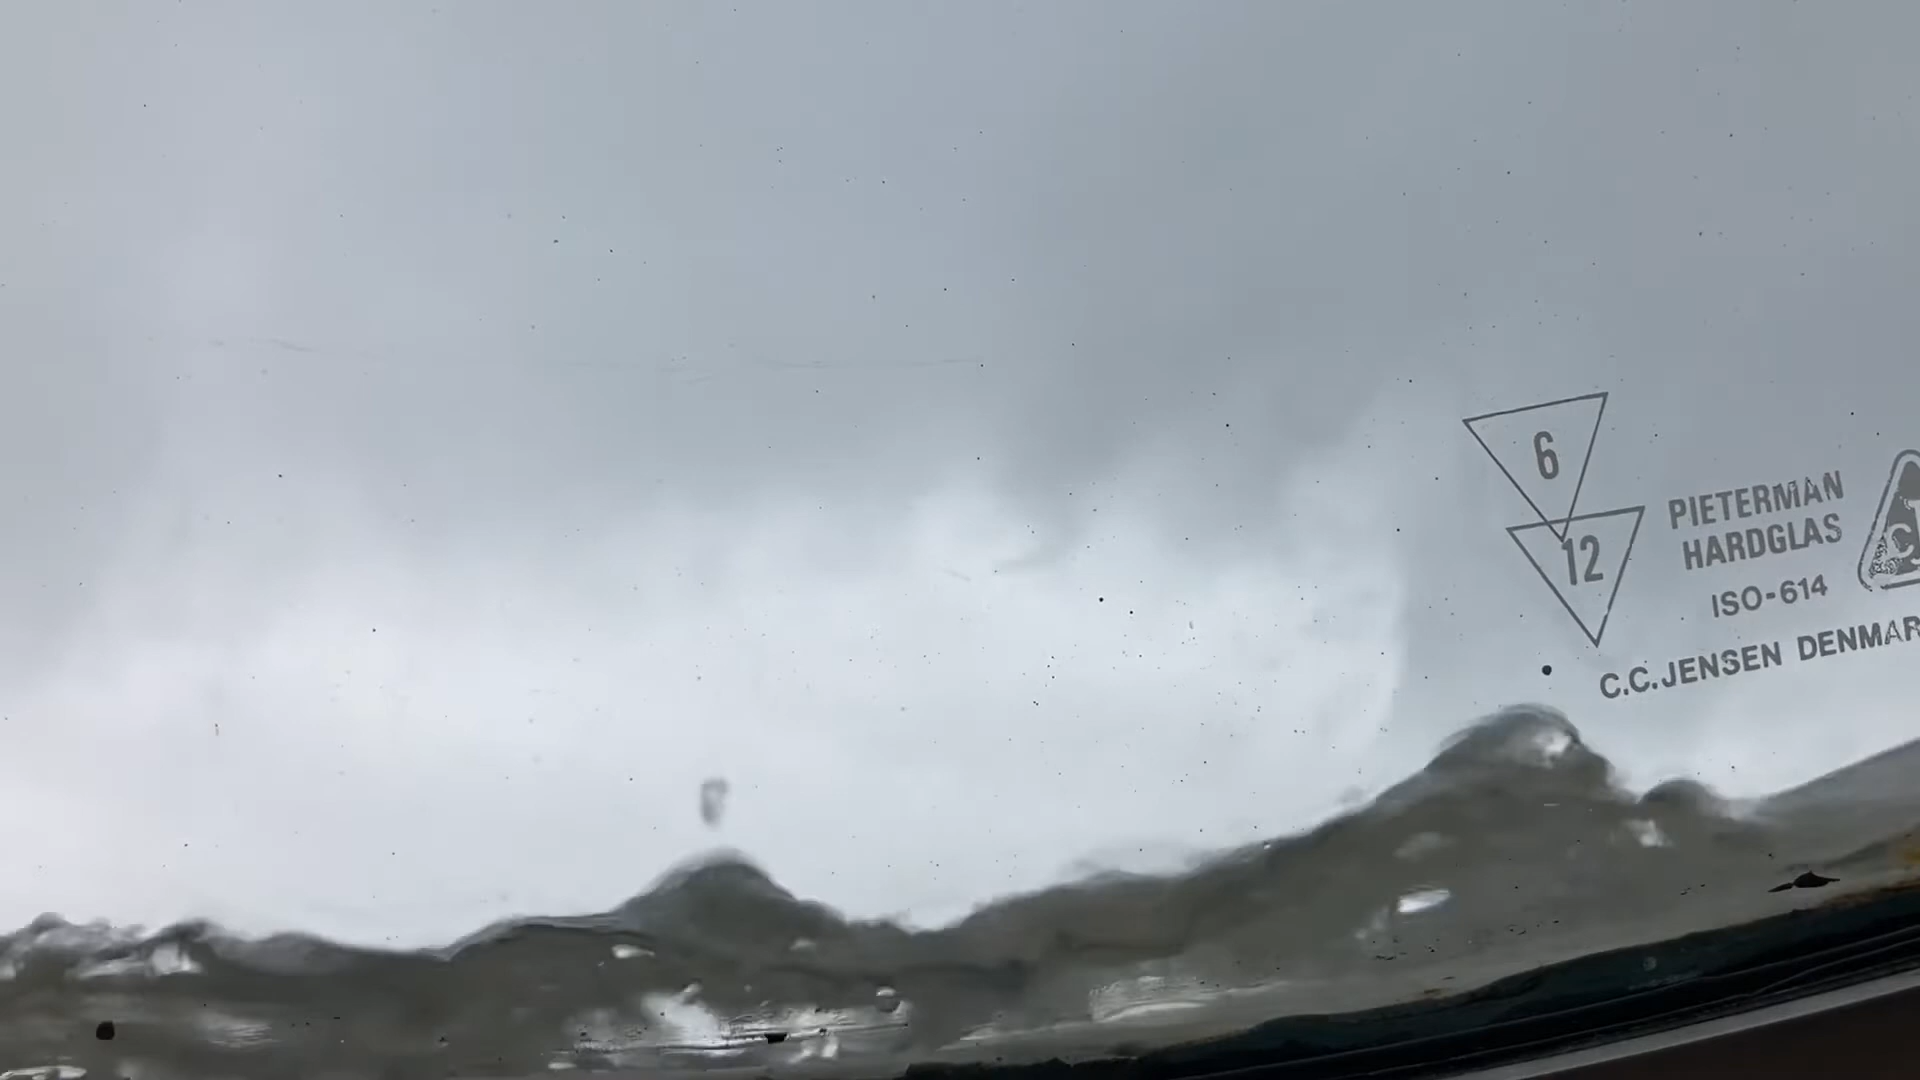 6
12
PIETERMAN
HARDGLAS
ISO-614
C.C.JENSEN DENMAR